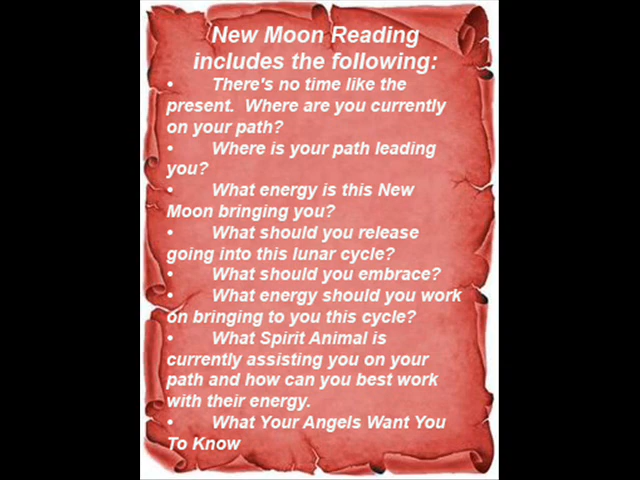 New Moon Reading
includes the following:
• There's no time like the
present. Where are you currently
on your path?
• Where is your path leading
you?
• What energy is this New
Moon bringing you?
• What should you release
going into this lunar cycle?
• What should you embrace?
• What energy should you work
on bringing to you this cycle?
• What Spirit Animal is
currently assisting you on your
path and how can you best work
with their energy.
• What Your Angels Want You
To Know